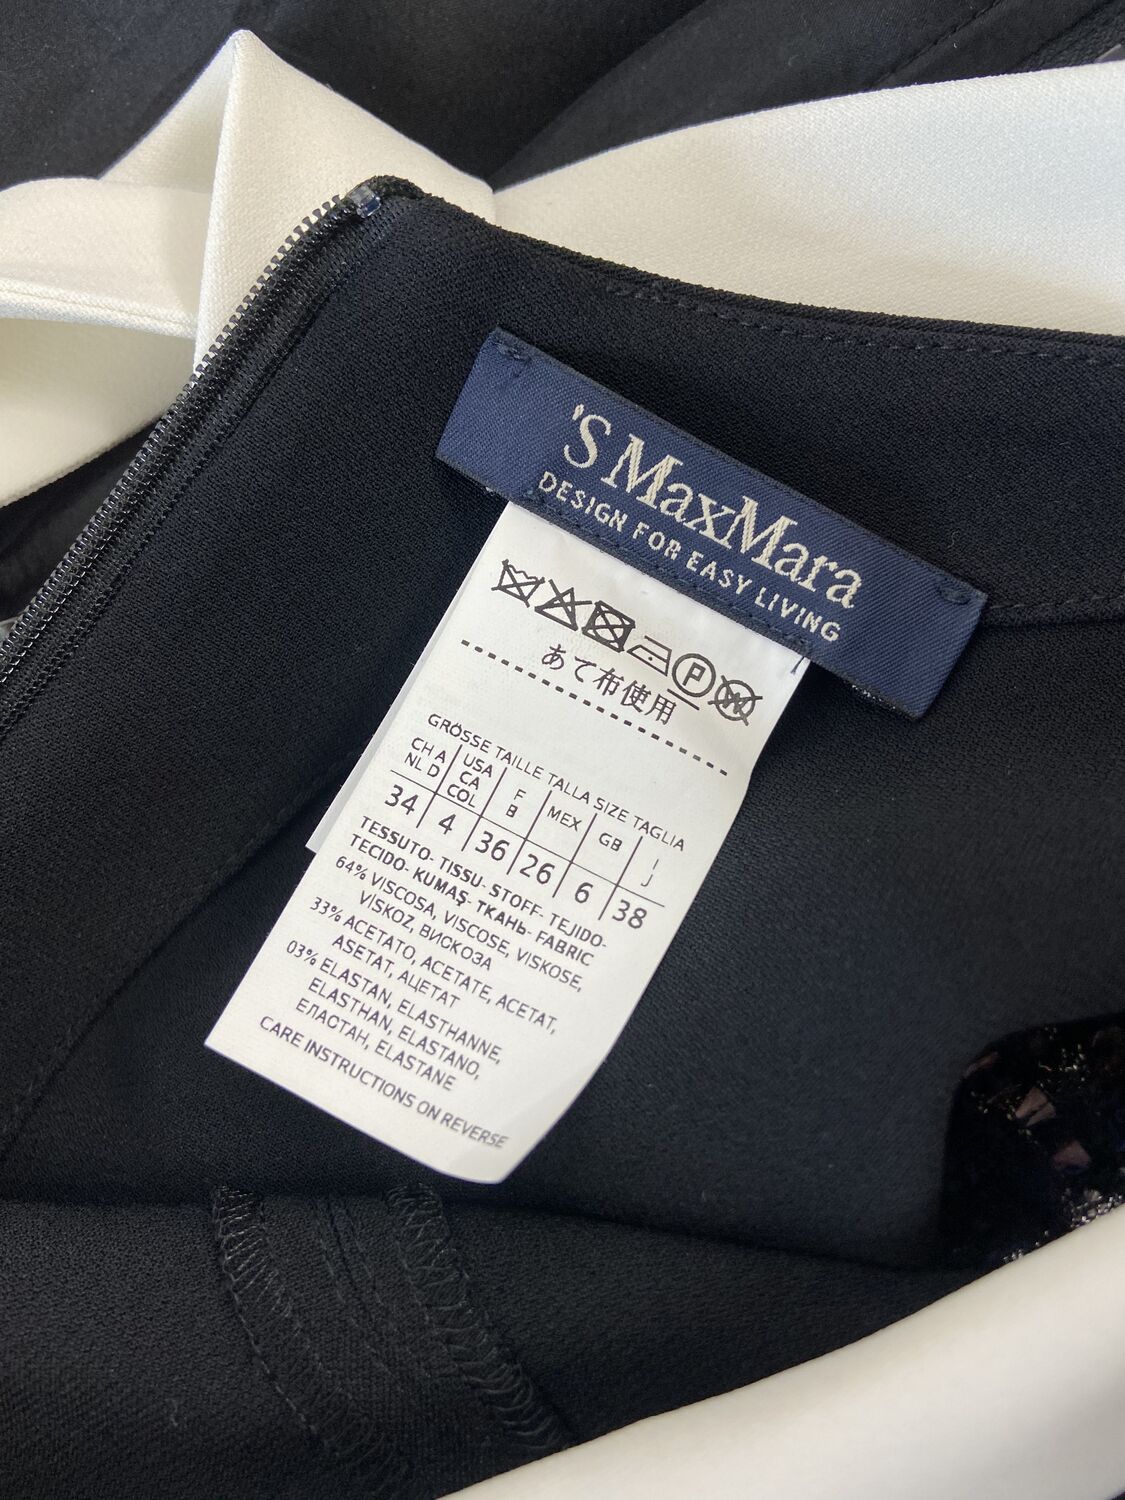 'S MaxMara
DESIGN FOR EASY LIVING
P
W
あて布使用
GRÖSSE TAILLE TALLA SIZE TAGLIA
CH A NL D
USA CA COL
F B
MEX
GB
I J
34 4 36 26 6 38
TESSUTO- TISSU- STOFF- TEJIDO-
TECIDO- KUMAŞ- ТКАНЬ- FABRIC
64% VISCOSA, VISCOSE, VISKOSE,
VISKOZ, ВИСКОЗА
33% ACETATO, ACETATE, ACETAT,
ASETAT, АЦЕТАТ
03% ELASTAN, ELASTHANNE,
ELASTHAN, ELASTANO,
ЕЛАСТАН, ELASTANE
CARE INSTRUCTIONS ON REVERSE